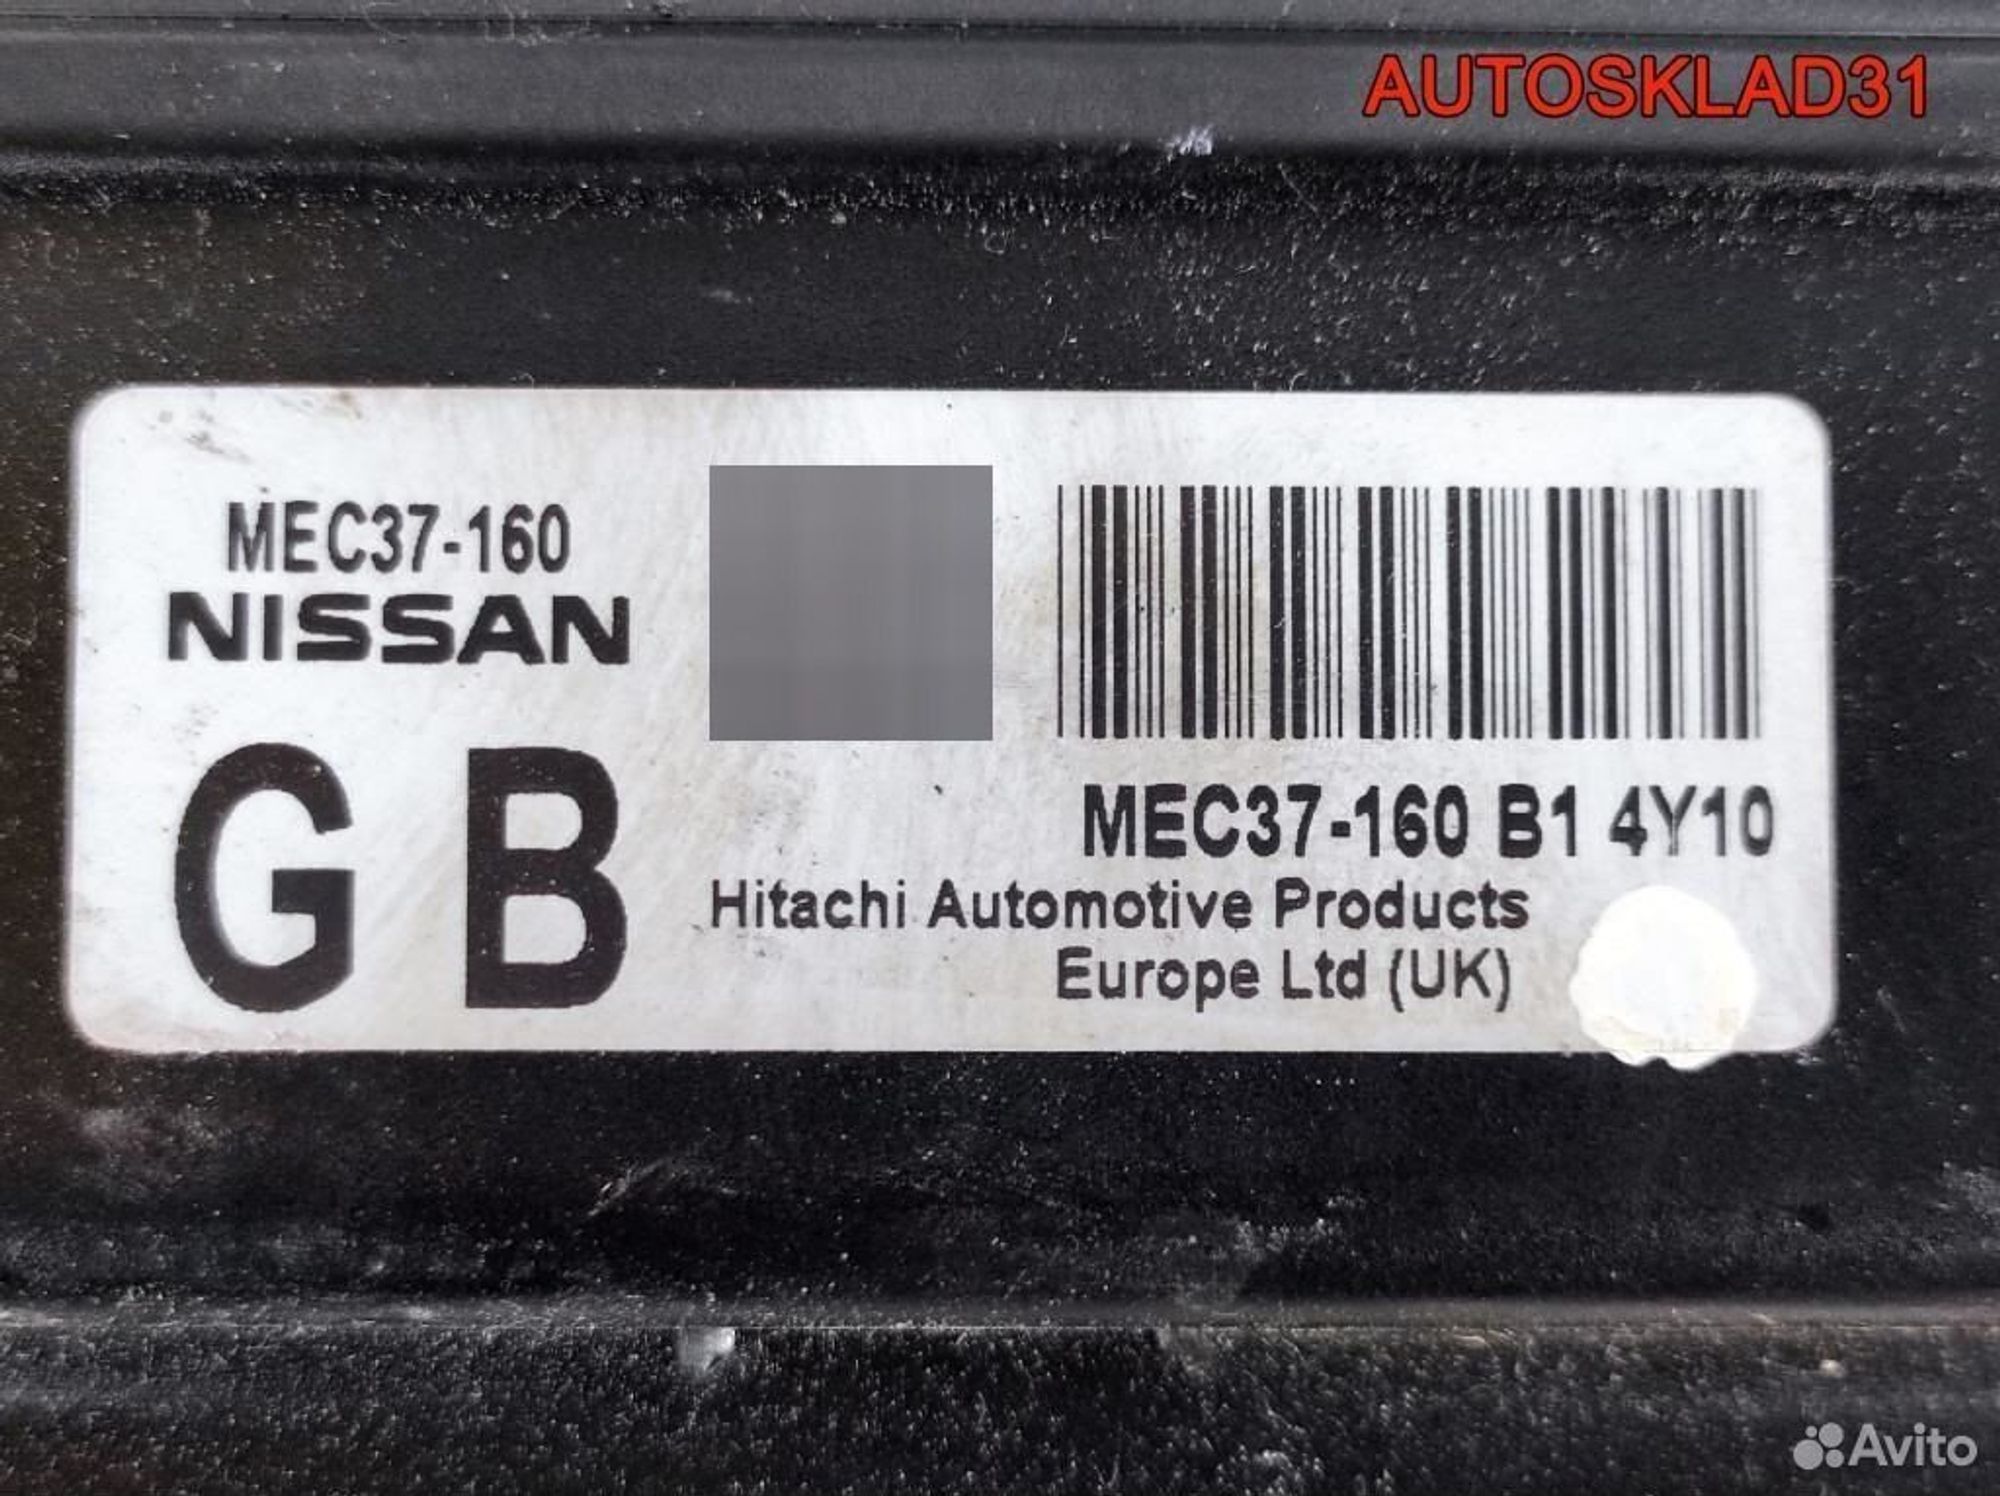 AUTOSKLAD31
MEC37-160
NISSAN
G B
MEC37-160 B1 4Y10
Hitachi Automotive Products
Europe Ltd (UK)
Avito